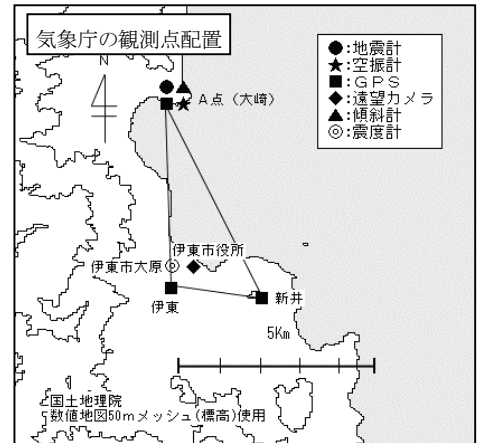 気象庁の観測点配置
N
●:地震計
★:空振計
■:GPS
◆:遠望カメラ
▲:傾斜計
◎:震度計
A点(大崎)
伊東市役所
伊東市大原
伊東
新井
5Km
国土地理院
数値地図50mメッシュ(標高)使用